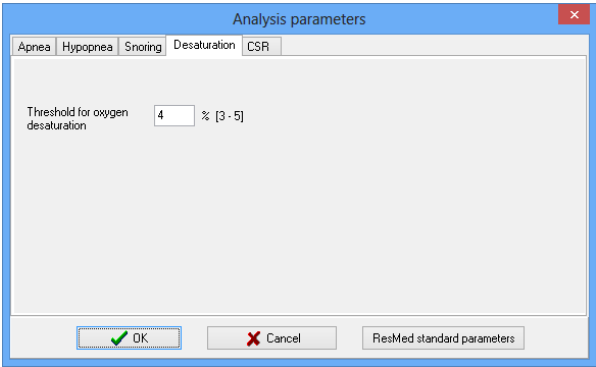 Analysis parameters
Apnea Hypopnea Snoring Desaturation CSR
Threshold for oxygen 4 % [3 - 5]
desaturation
OK Cancel ResMed standard parameters